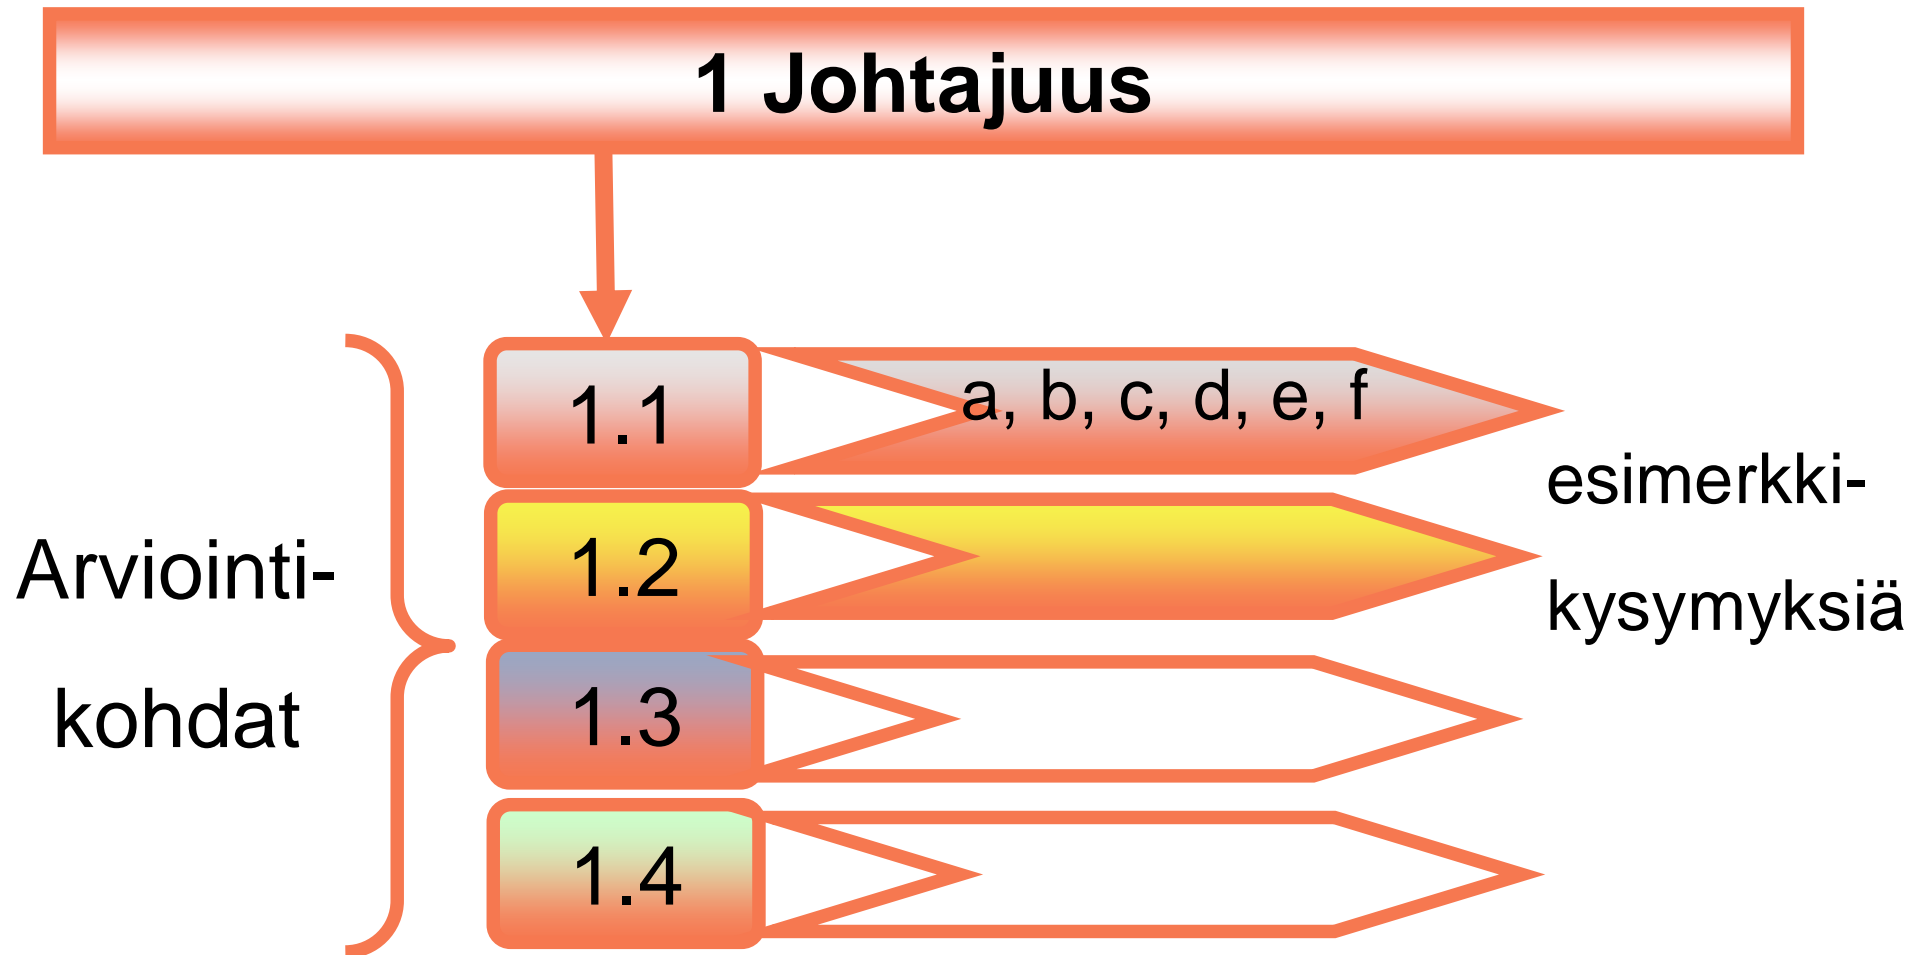 1 Johtajuus
1.1
a, b, c, d, e, f
esimerkki-
kysymyksiä
Arviointi-
kohdat
1.2
1.3
1.4